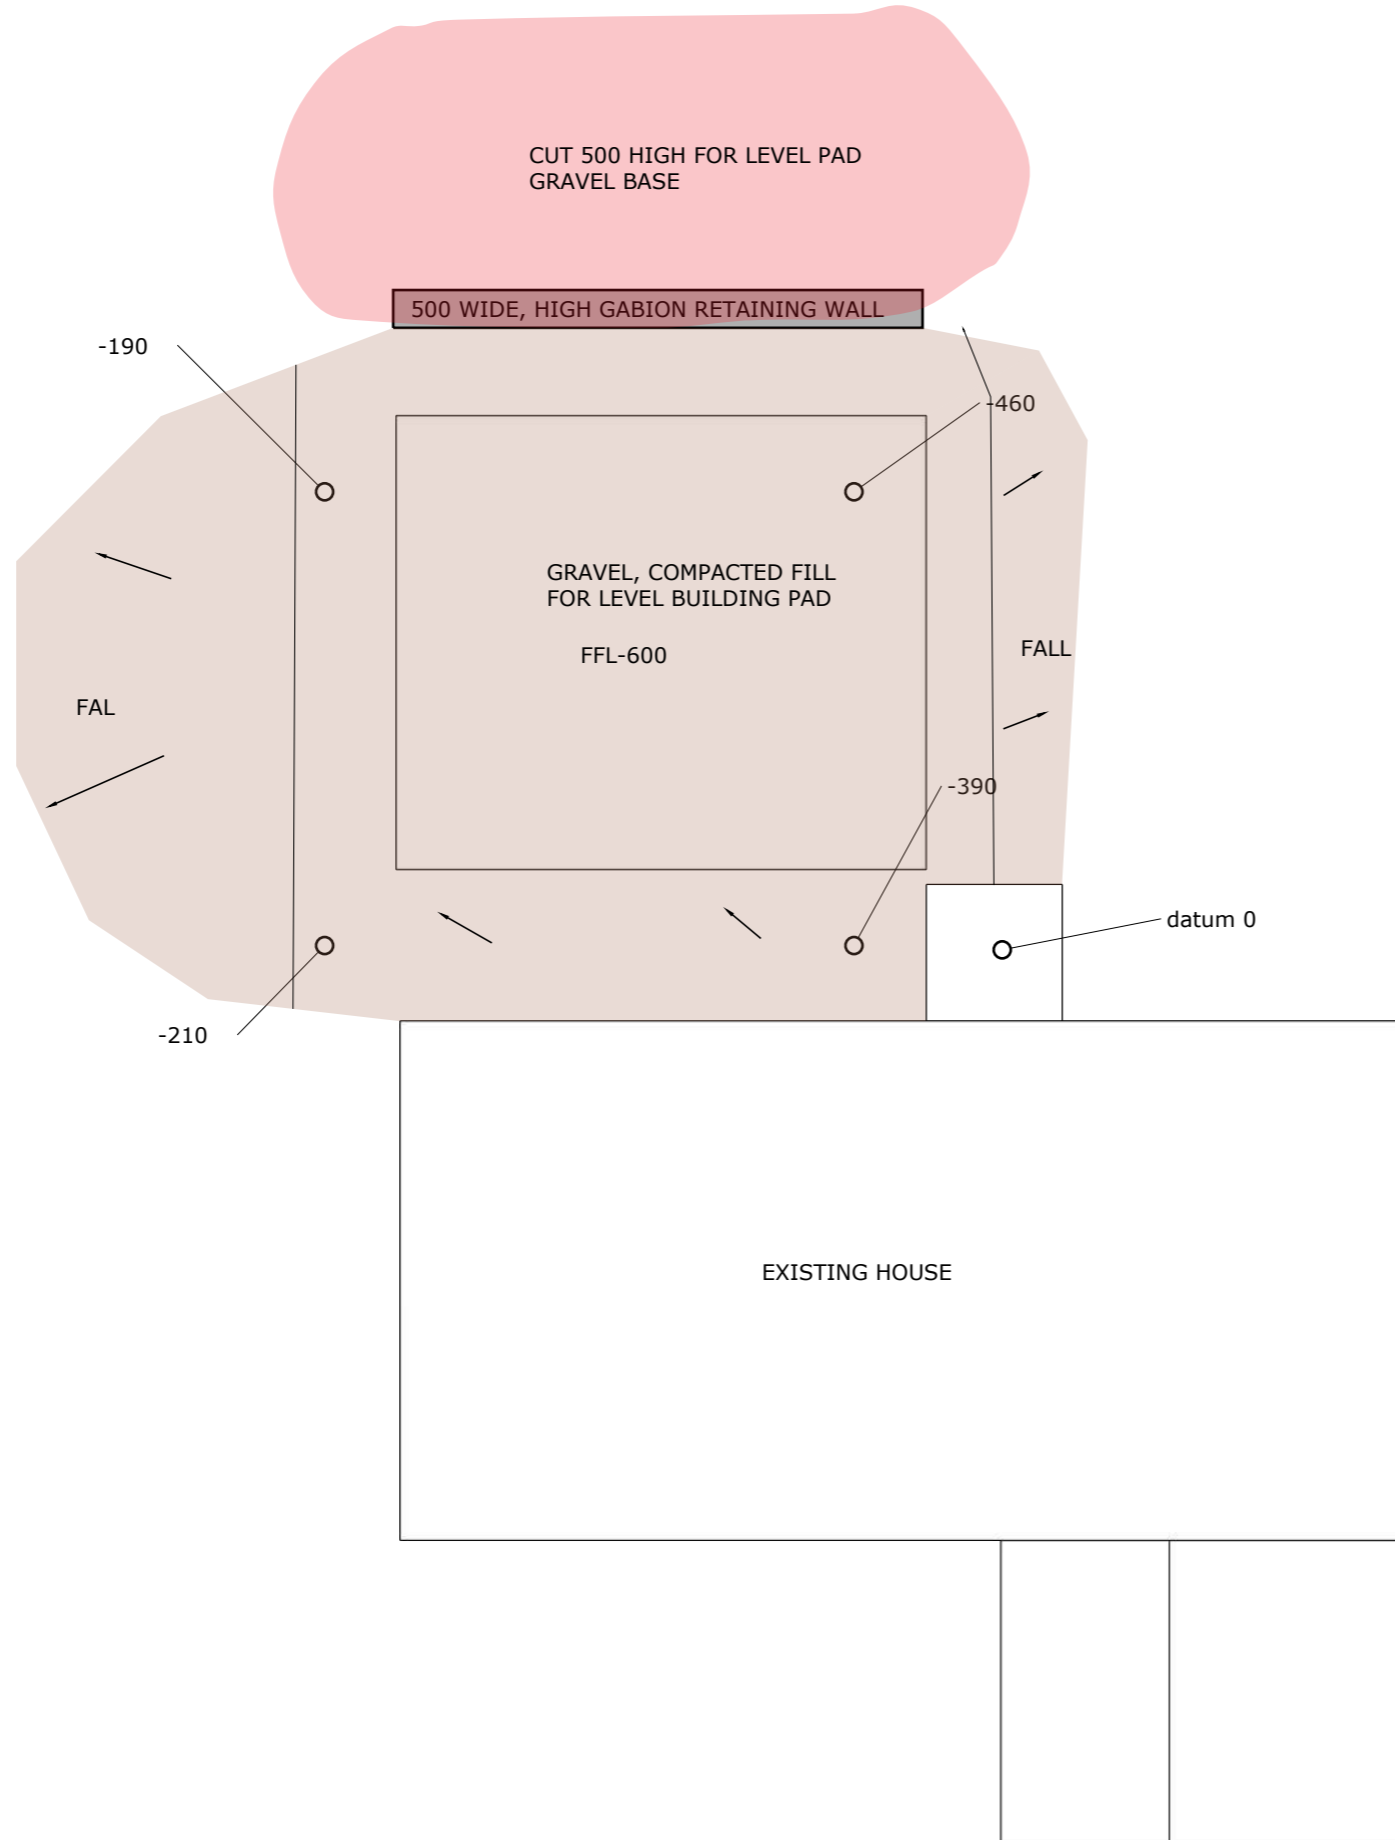 CUT 500 HIGH FOR LEVEL PAD
GRAVEL BASE
500 WIDE, HIGH GABION RETAINING WALL
-190
-460
GRAVEL, COMPACTED FILL
FOR LEVEL BUILDING PAD
FALL
FFL-600
FAL
-390
datum 0
-210
EXISTING HOUSE